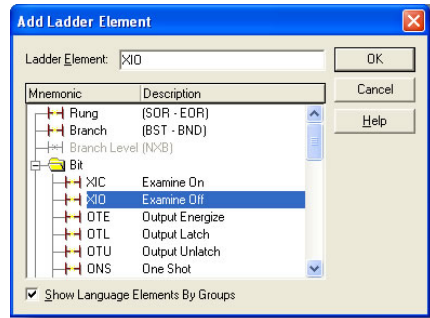 Add Ladder Element
Ladder Element: XIO
OK
Mnemonic Description
Cancel
Rung (SOR - EOR)
Help
Branch (BST - BND)
Branch Level (NXB)
Bit
XIC Examine On
XIO Examine Off
OTE Output Energize
OTL Output Latch
OTU Output Unlatch
ONS One Shot
Show Language Elements By Groups